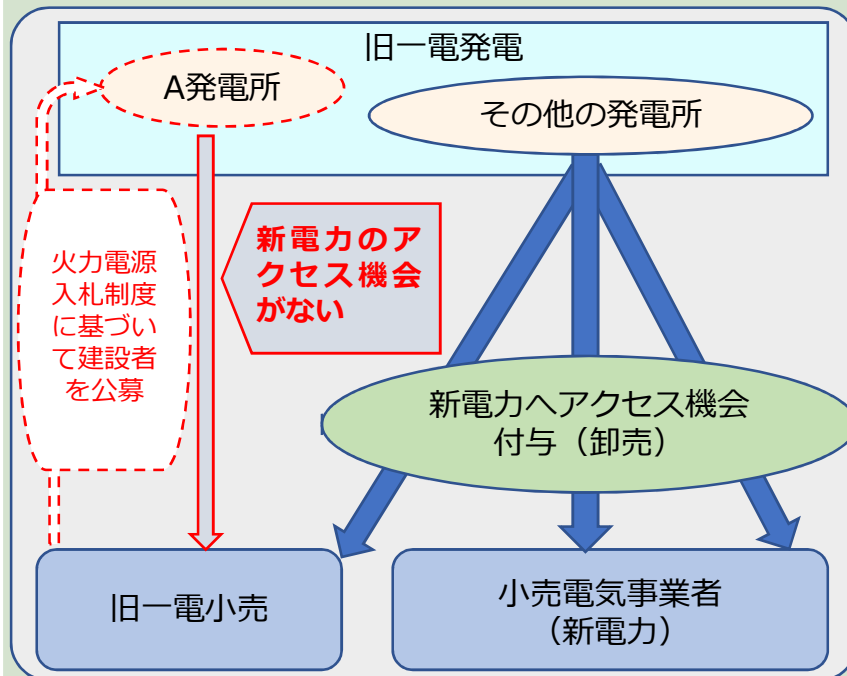 旧一電発電
A発電所
その他の発電所
新電力のア
クセス機会
がない
火力電源
入札制度
に基づい
て建設者
を公募
新電力へアクセス機会
付与（卸売）
旧一電小売
小売電気事業者
（新電力）